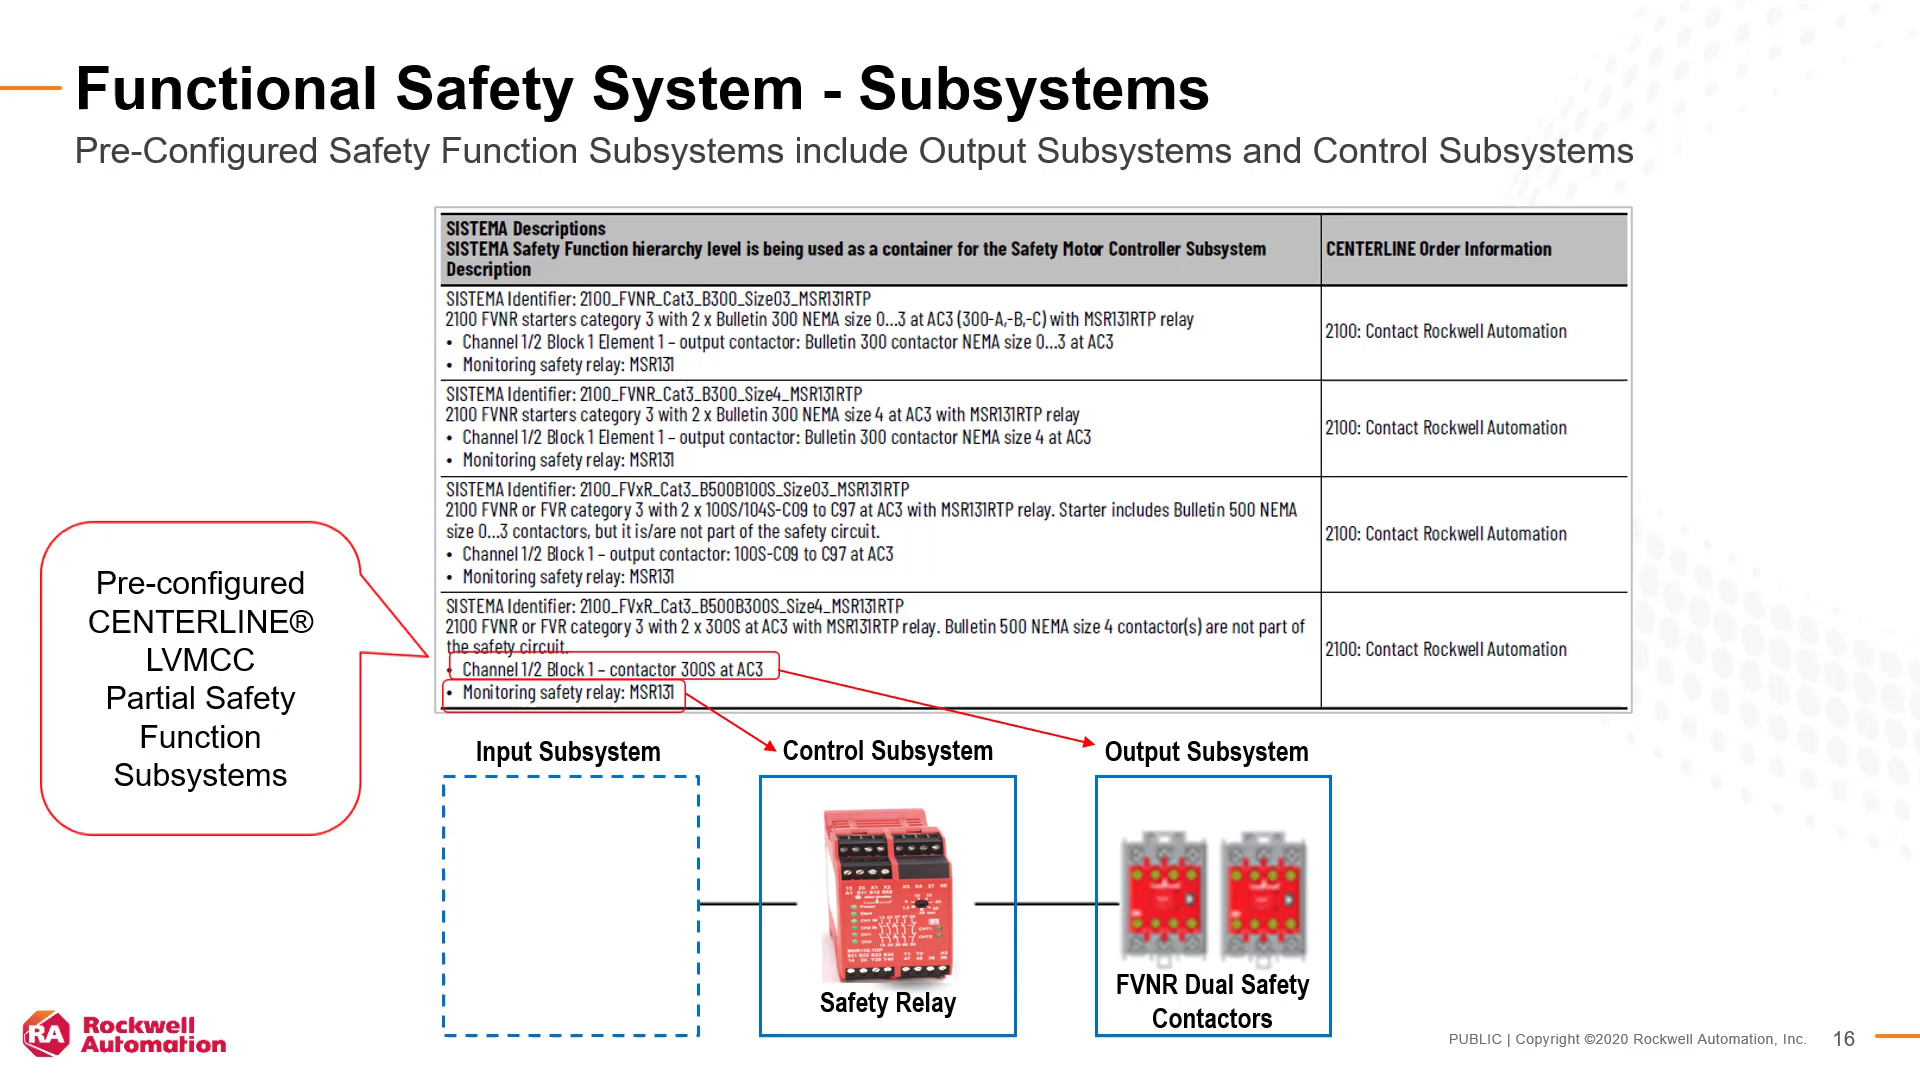 Functional Safety System - Subsystems
Pre-Configured Safety Function Subsystems include Output Subsystems and Control Subsystems
SISTEMA Descriptions
SISTEMA Safety Function hierarchy level is being used as a container for the Safety Motor Controller Subsystem
Description
CENTERLINE Order Information
SISTEMA Identifier: 2100_FVNR_Cat3_B300_Size03_MSR131RTP
2100 FVNR starters category 3 with 2 x Bulletin 300 NEMA size 0...3 at AC3 (300-A,-B,-C) with MSR131RTP relay
• Channel 1/2 Block 1 Element 1 – output contactor: Bulletin 300 contactor NEMA size 0...3 at AC3
• Monitoring safety relay: MSR131
2100: Contact Rockwell Automation
SISTEMA Identifier: 2100_FVNR_Cat3_B300_Size4_MSR131RTP
2100 FVNR starters category 3 with 2 x Bulletin 300 NEMA size 4 at AC3 with MSR131RTP relay
• Channel 1/2 Block 1 Element 1 – output contactor: Bulletin 300 contactor NEMA size 4 at AC3
• Monitoring safety relay: MSR131
2100: Contact Rockwell Automation
SISTEMA Identifier: 2100_FVxR_Cat3_B500B100S_Size03_MSR131RTP
2100 FVNR or FVR category 3 with 2 x 100S/104S-C09 to C97 at AC3 with MSR131RTP relay. Starter includes Bulletin 500 NEMA
size 0...3 contactors, but it is/are not part of the safety circuit.
• Channel 1/2 Block 1 – output contactor: 100S-C09 to C97 at AC3
• Monitoring safety relay: MSR131
2100: Contact Rockwell Automation
SISTEMA Identifier: 2100_FVxR_Cat3_B500B300S_Size4_MSR131RTP
2100 FVNR or FVR category 3 with 2 x 300S at AC3 with MSR131RTP relay. Bulletin 500 NEMA size 4 contactor(s) are not part of
the safety circuit.
• Channel 1/2 Block 1 – contactor 300S at AC3
• Monitoring safety relay: MSR131
2100: Contact Rockwell Automation
Pre-configured
CENTERLINE®
LVMCC
Partial Safety
Function
Subsystems
Input Subsystem
Control Subsystem
Output Subsystem
Safety Relay
FVNR Dual Safety
Contactors
RA
Rockwell
Automation
PUBLIC | Copyright ©2020 Rockwell Automation, Inc.
16